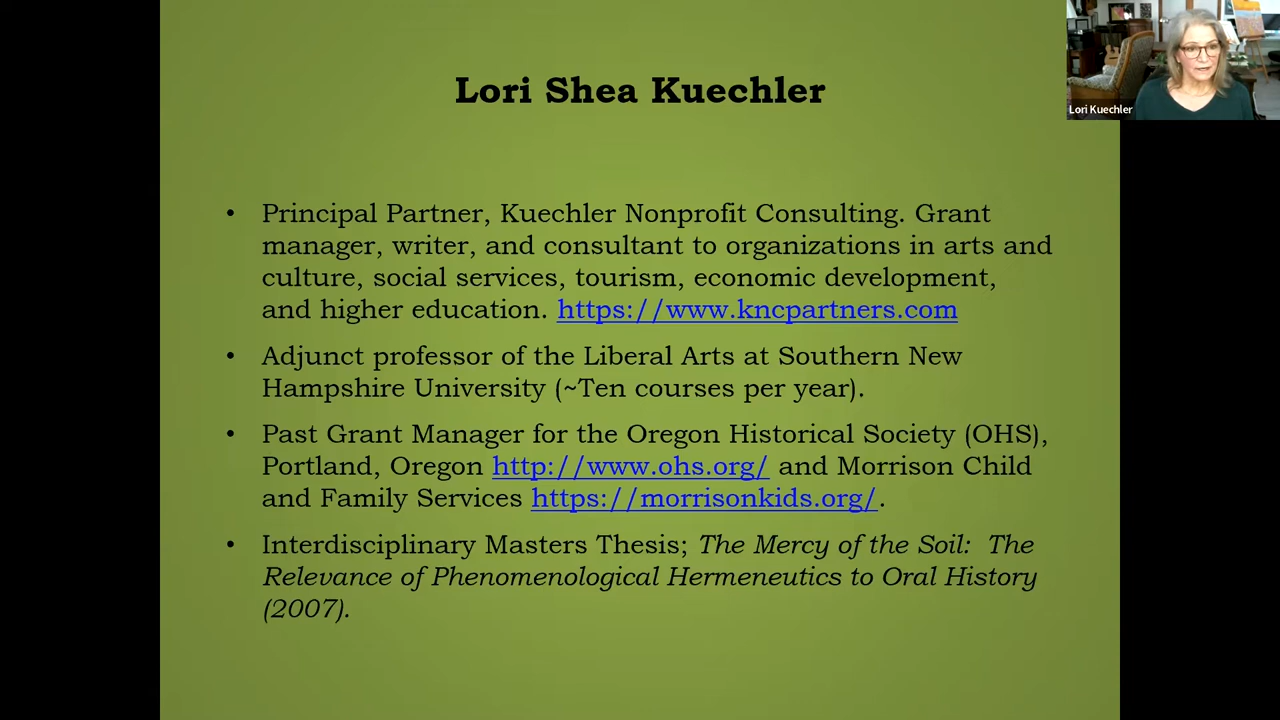 Lori Shea Kuechler
Lori Kuechler
• Principal Partner, Kuechler Nonprofit Consulting. Grant
manager, writer, and consultant to organizations in arts and
culture, social services, tourism, economic development,
and higher education. https://www.kncpartners.com
• Adjunct professor of the Liberal Arts at Southern New
Hampshire University (~Ten courses per year).
• Past Grant Manager for the Oregon Historical Society (OHS),
Portland, Oregon http://www.ohs.org/ and Morrison Child
and Family Services https://morrisonkids.org/.
• Interdisciplinary Masters Thesis; The Mercy of the Soil:  The
Relevance of Phenomenological Hermeneutics to Oral History
(2007).